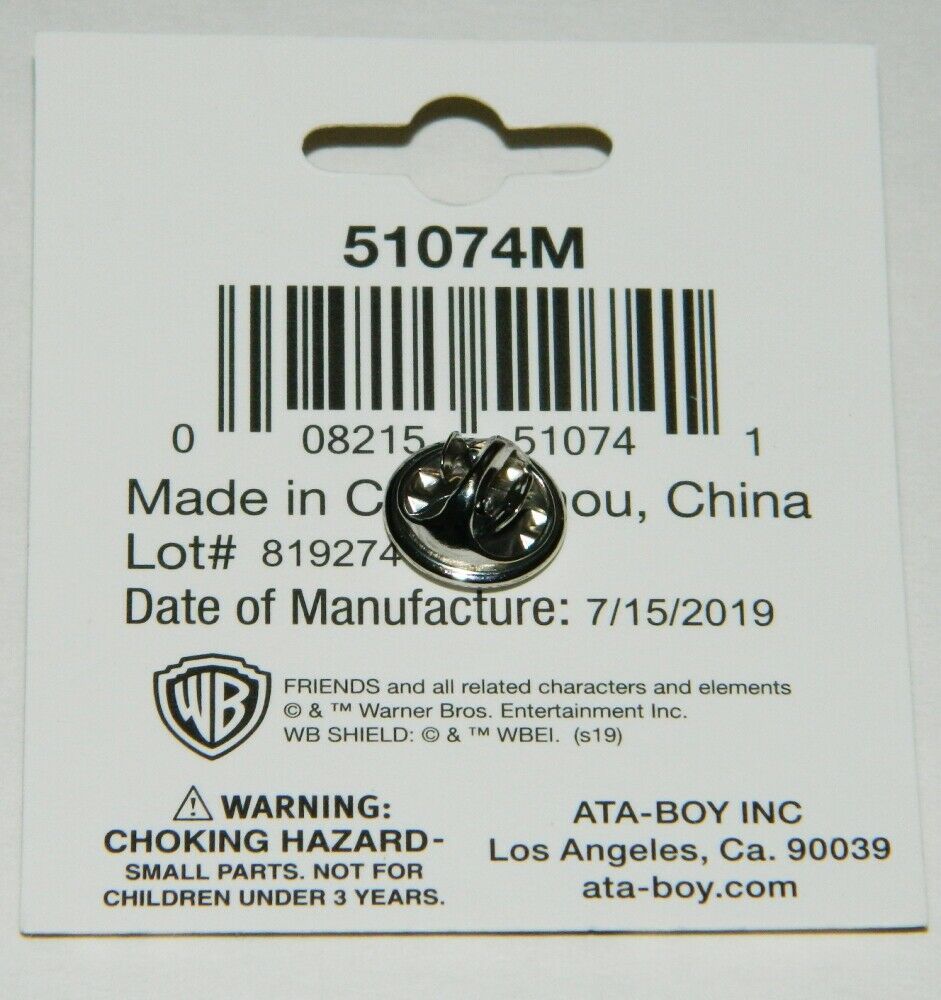 51074M
0 08215 51074 1
Made in C ou, China
Lot# 819274
Date of Manufacture: 7/15/2019
WB
FRIENDS and all related characters and elements
© & ™ Warner Bros. Entertainment Inc.
WB SHIELD: © & ™ WBEI. (s19)
⚠ WARNING:
CHOKING HAZARD-
SMALL PARTS. NOT FOR
CHILDREN UNDER 3 YEARS.
ATA-BOY INC
Los Angeles, Ca. 90039
ata-boy.com